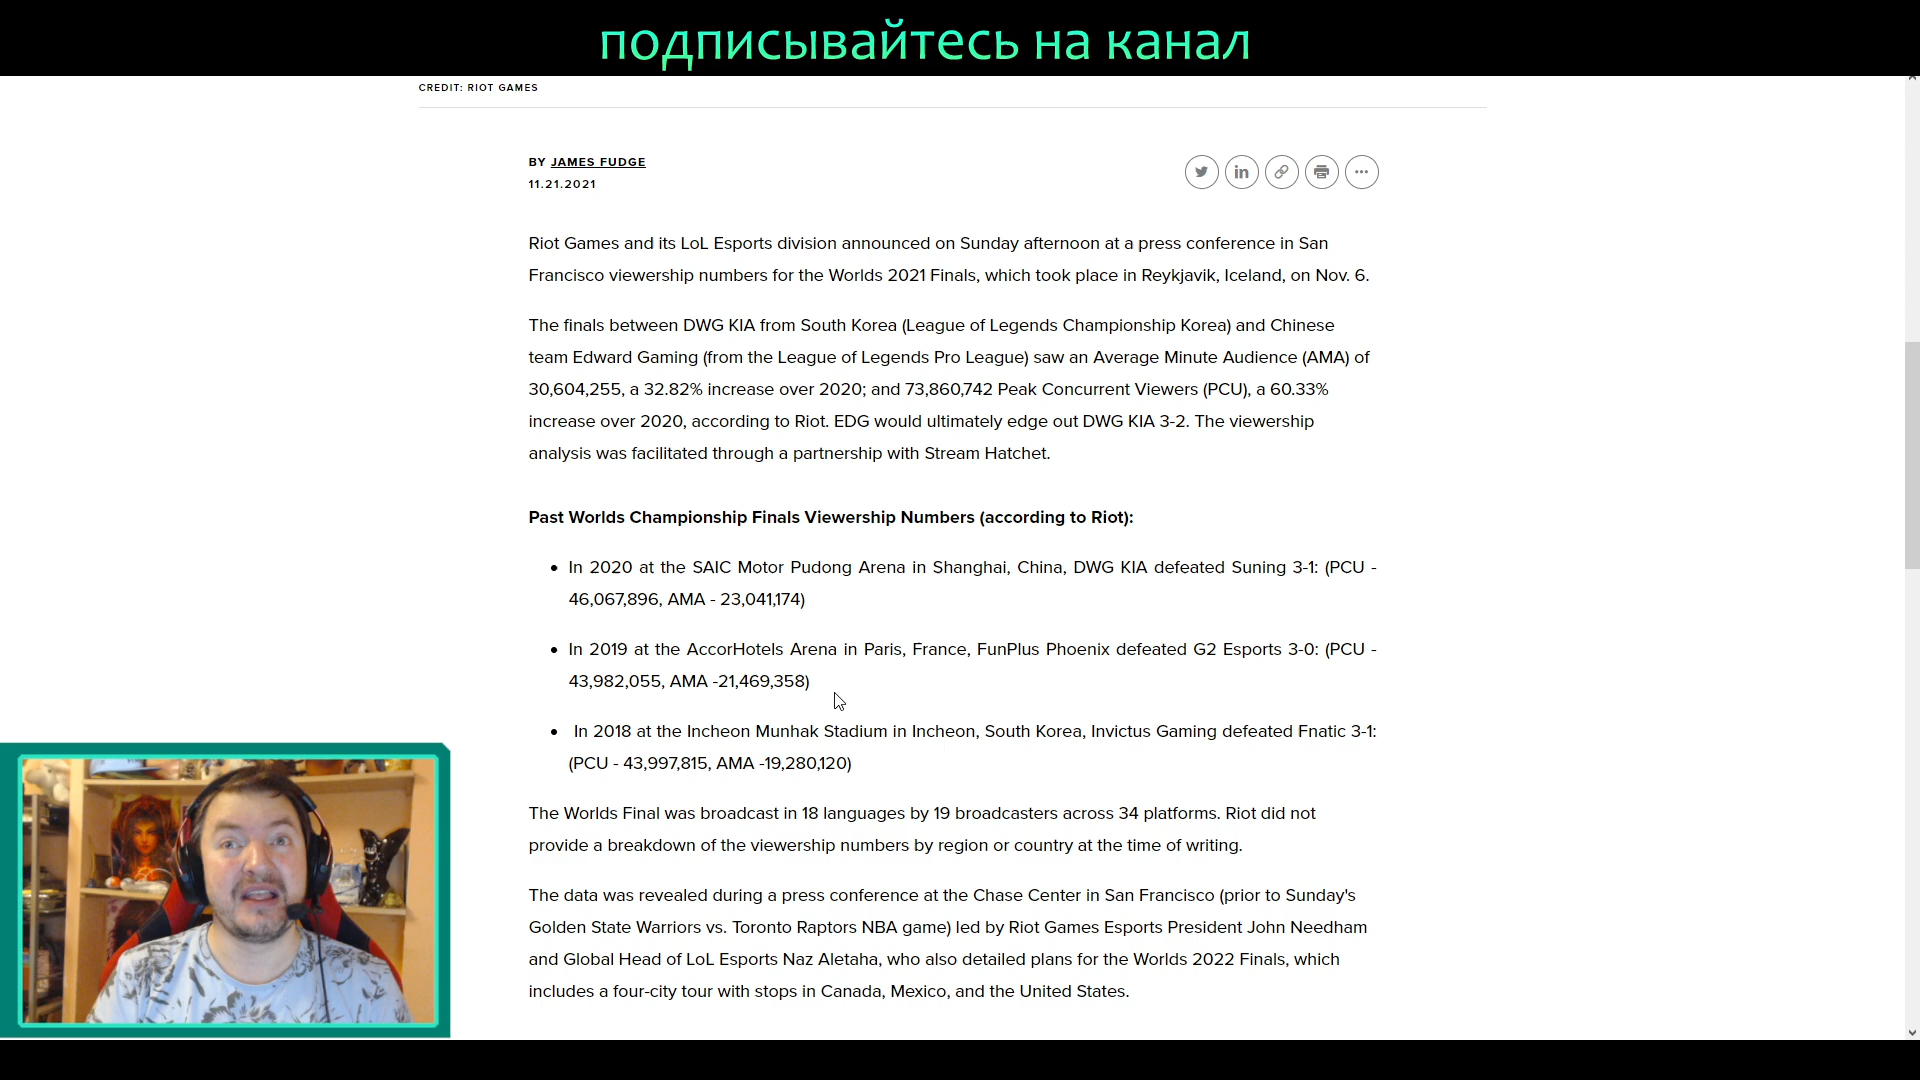 подписывайтесь на канал
CREDIT: RIOT GAMES
BY JAMES FUDGE
11.21.2021
Riot Games and its LoL Esports division announced on Sunday afternoon at a press conference in San
Francisco viewership numbers for the Worlds 2021 Finals, which took place in Reykjavik, Iceland, on Nov. 6.
The finals between DWG KIA from South Korea (League of Legends Championship Korea) and Chinese
team Edward Gaming (from the League of Legends Pro League) saw an Average Minute Audience (AMA) of
30,604,255, a 32.82% increase over 2020; and 73,860,742 Peak Concurrent Viewers (PCU), a 60.33%
increase over 2020, according to Riot. EDG would ultimately edge out DWG KIA 3-2. The viewership
analysis was facilitated through a partnership with Stream Hatchet.
Past Worlds Championship Finals Viewership Numbers (according to Riot):
• In 2020 at the SAIC Motor Pudong Arena in Shanghai, China, DWG KIA defeated Suning 3-1: (PCU -
46,067,896, AMA - 23,041,174)
• In 2019 at the AccorHotels Arena in Paris, France, FunPlus Phoenix defeated G2 Esports 3-0: (PCU -
43,982,055, AMA -21,469,358)
• In 2018 at the Incheon Munhak Stadium in Incheon, South Korea, Invictus Gaming defeated Fnatic 3-1:
(PCU - 43,997,815, AMA -19,280,120)
The Worlds Final was broadcast in 18 languages by 19 broadcasters across 34 platforms. Riot did not
provide a breakdown of the viewership numbers by region or country at the time of writing.
The data was revealed during a press conference at the Chase Center in San Francisco (prior to Sunday's
Golden State Warriors vs. Toronto Raptors NBA game) led by Riot Games Esports President John Needham
and Global Head of LoL Esports Naz Aletaha, who also detailed plans for the Worlds 2022 Finals, which
includes a four-city tour with stops in Canada, Mexico, and the United States.